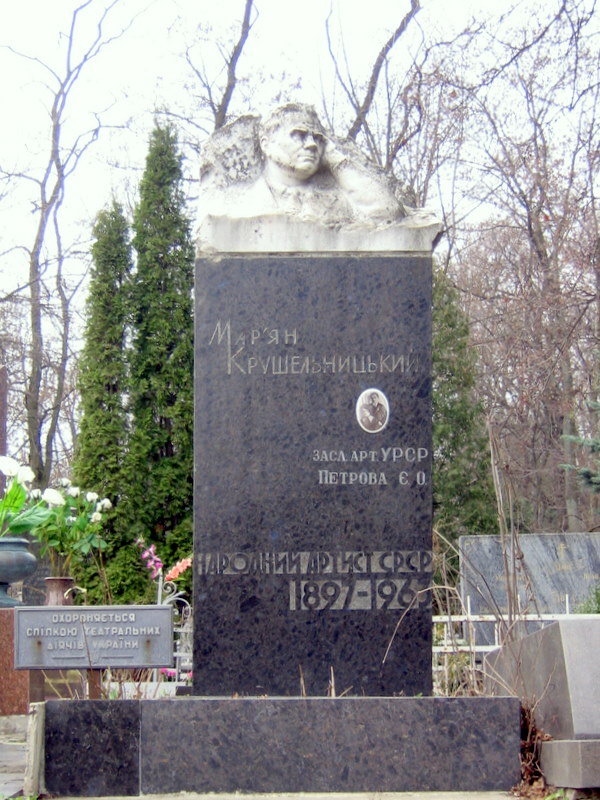 Мар'ян
Крушельницький
засл. арт. УРСР
Петрова Є.О.
НАРОДНИЙ АРТИСТ СРСР
1897-1963
ОХОРОНЯЄТЬСЯ
СПІЛКОЮ ТЕАТРАЛЬНИХ
ДІЯЧІВ УКРАЇНИ